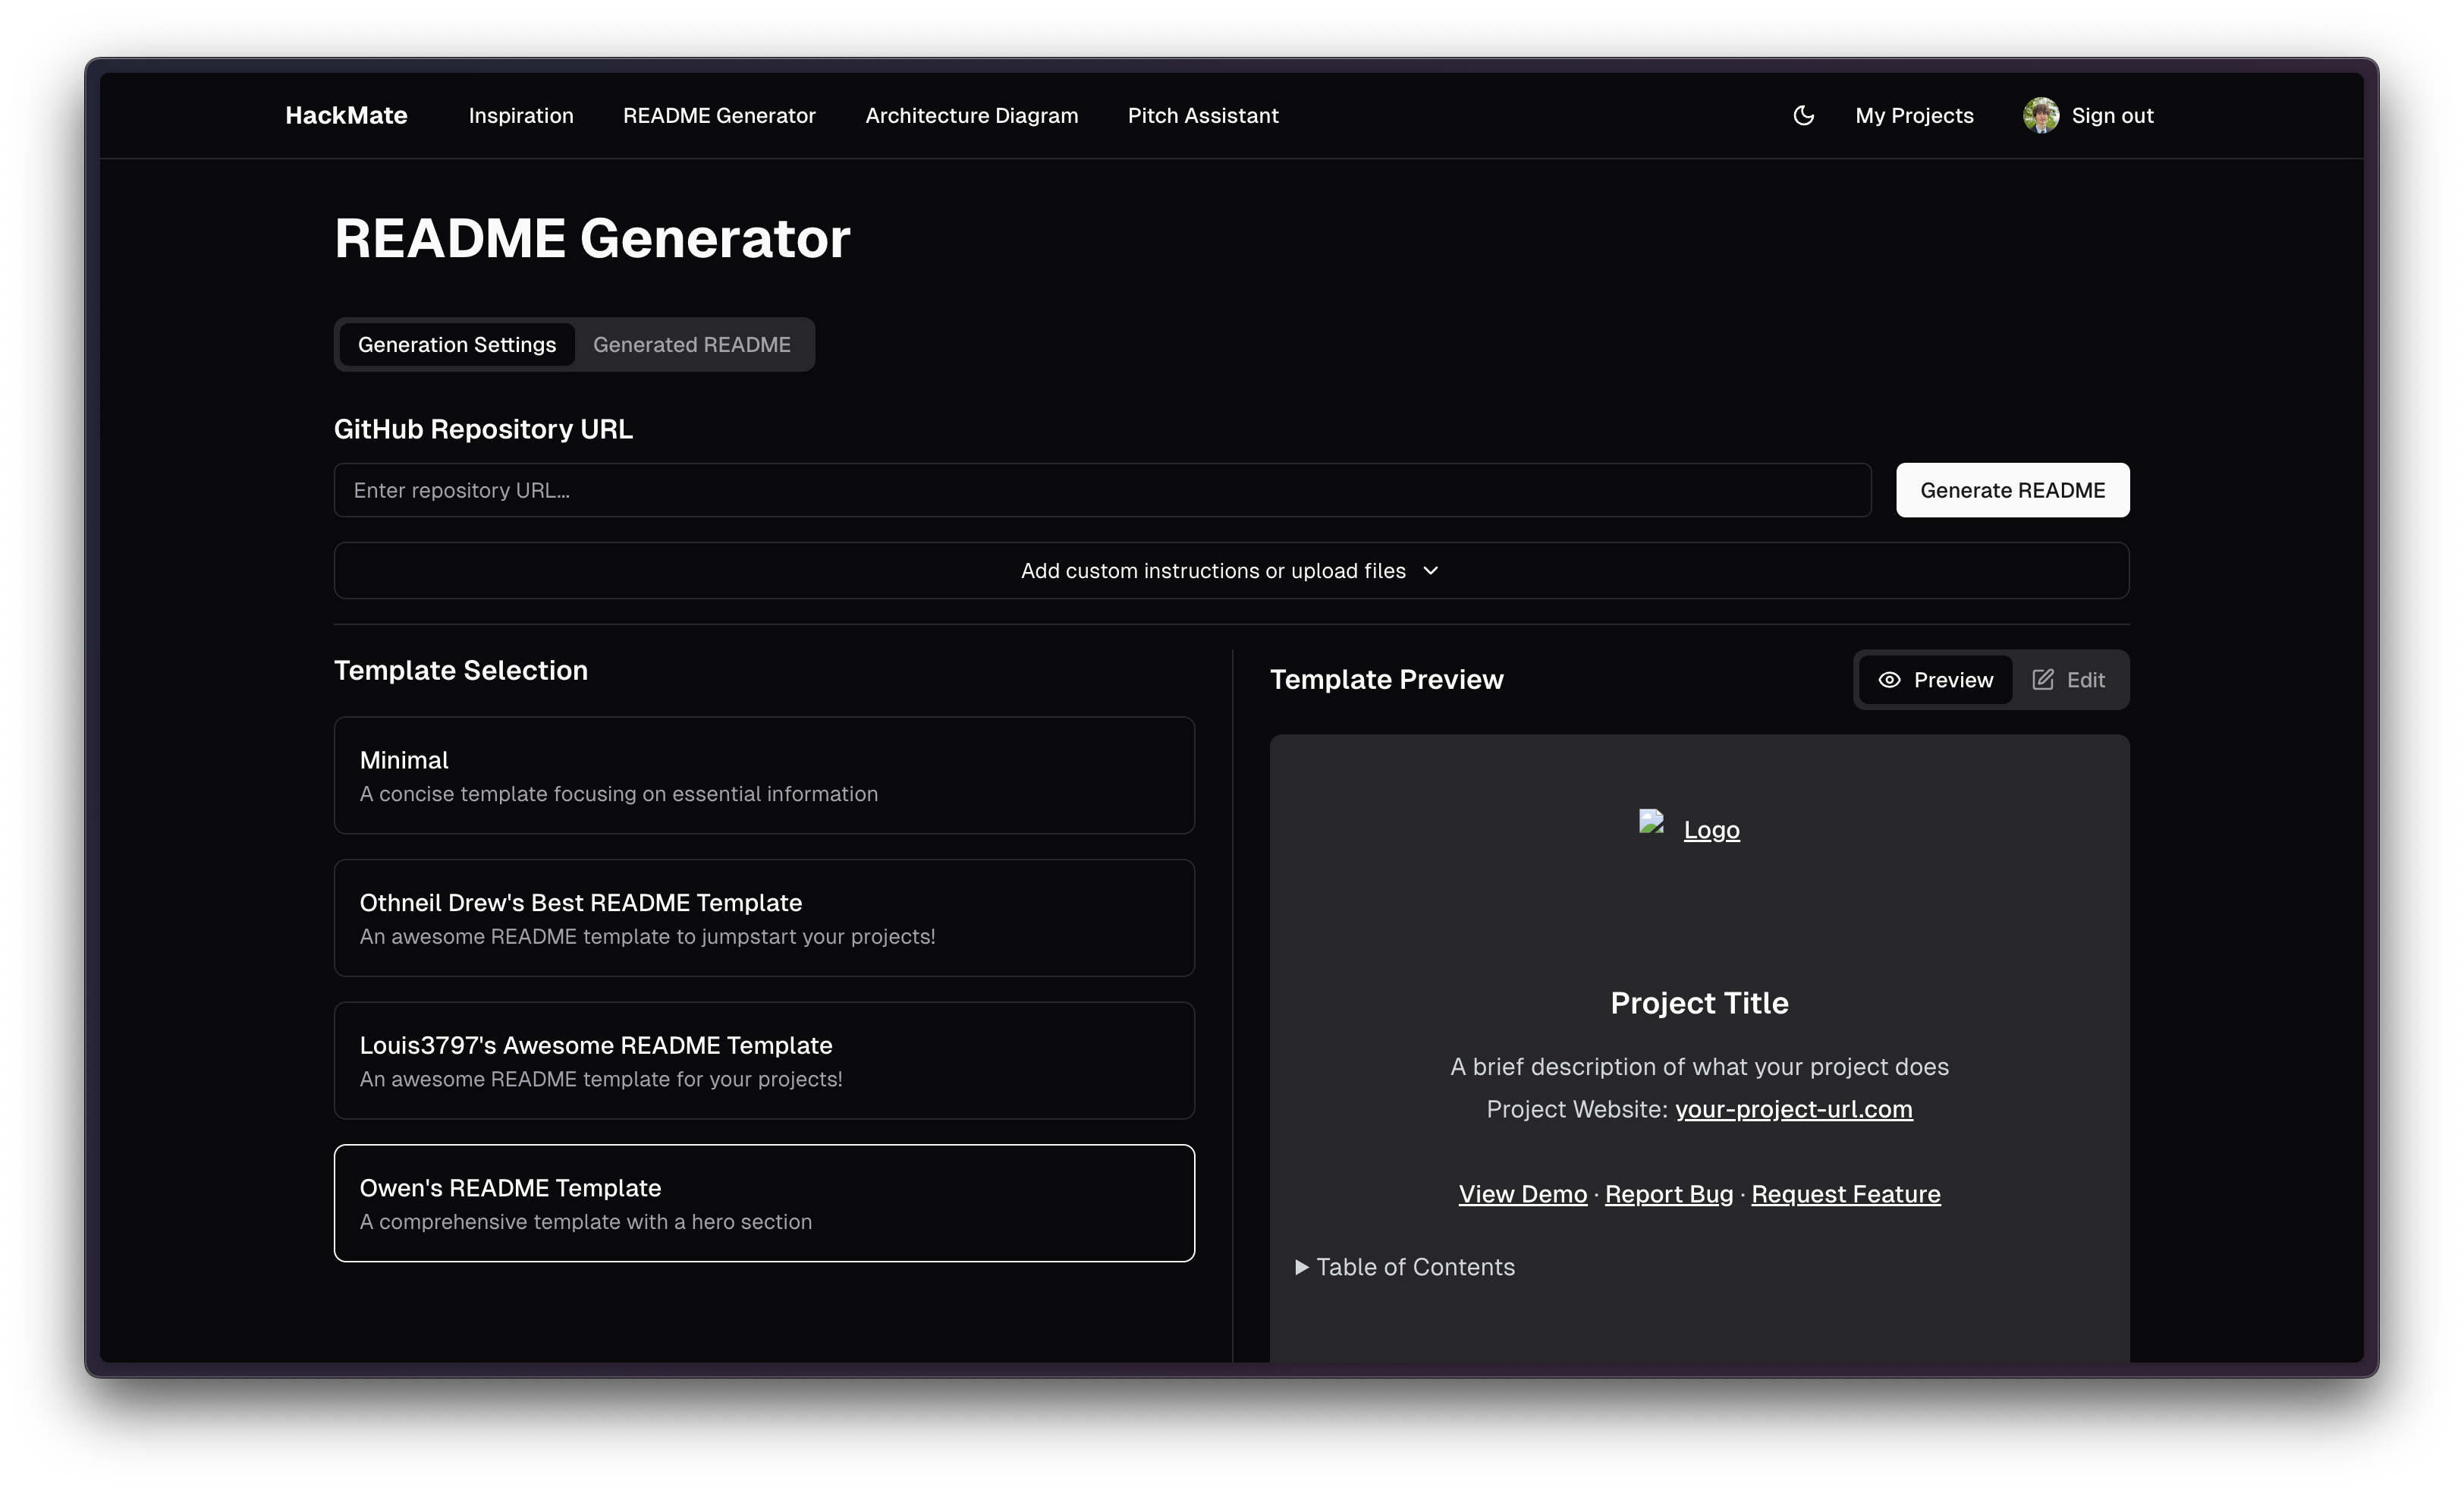 HackMate
Inspiration
README Generator
Architecture Diagram
Pitch Assistant
My Projects
Sign out
README Generator
Generation Settings
Generated README
GitHub Repository URL
Enter repository URL...
Generate README
Add custom instructions or upload files
Template Selection
Minimal
A concise template focusing on essential information
Othneil Drew's Best README Template
An awesome README template to jumpstart your projects!
Louis3797's Awesome README Template
An awesome README template for your projects!
Owen's README Template
A comprehensive template with a hero section
Template Preview
Preview
Edit
Logo
Project Title
A brief description of what your project does
Project Website: your-project-url.com
View Demo · Report Bug · Request Feature
Table of Contents